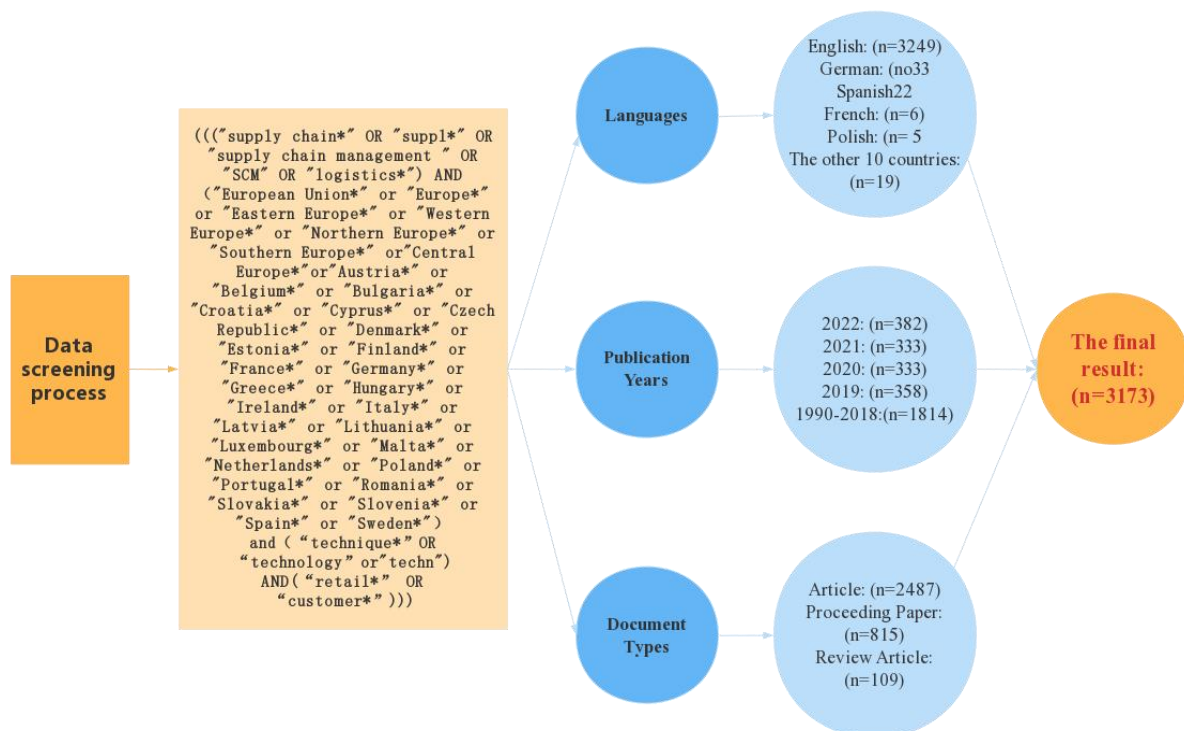 Data
screening
process
((("supply chain*" OR "suppl*" OR
"supply chain management " OR
"SCM" OR "logistics*") AND
("European Union*" or "Europe*"
or "Eastern Europe*" or "Western
Europe*" or "Northern Europe*" or
"Southern Europe*" or"Central
Europe*"or"Austria*" or
"Belgium*" or "Bulgaria*" or
"Croatia*" or "Cyprus*" or "Czech
Republic*" or "Denmark*" or
"Estonia*" or "Finland*" or
"France*" or "Germany*" or
"Greece*" or "Hungary*" or
"Ireland*" or "Italy*" or
"Latvia*" or "Lithuania*" or
"Luxembourg*" or "Malta*" or
"Netherlands*" or "Poland*" or
"Portugal*" or "Romania*" or
"Slovakia*" or "Slovenia*" or
"Spain*" or "Sweden*")
and (“technique*”OR
“technology” or"techn")
AND(“retail*” OR
“customer*”)))
Languages
English: (n=3249)
German: (no33
Spanish22
French: (n=6)
Polish: (n= 5
The other 10 countries:
(n=19)
Publication
Years
2022: (n=382)
2021: (n=333)
2020: (n=333)
2019: (n=358)
1990-2018:(n=1814)
Document
Types
Article: (n=2487)
Proceeding Paper:
(n=815)
Review Article:
(n=109)
The final
result:
(n=3173)